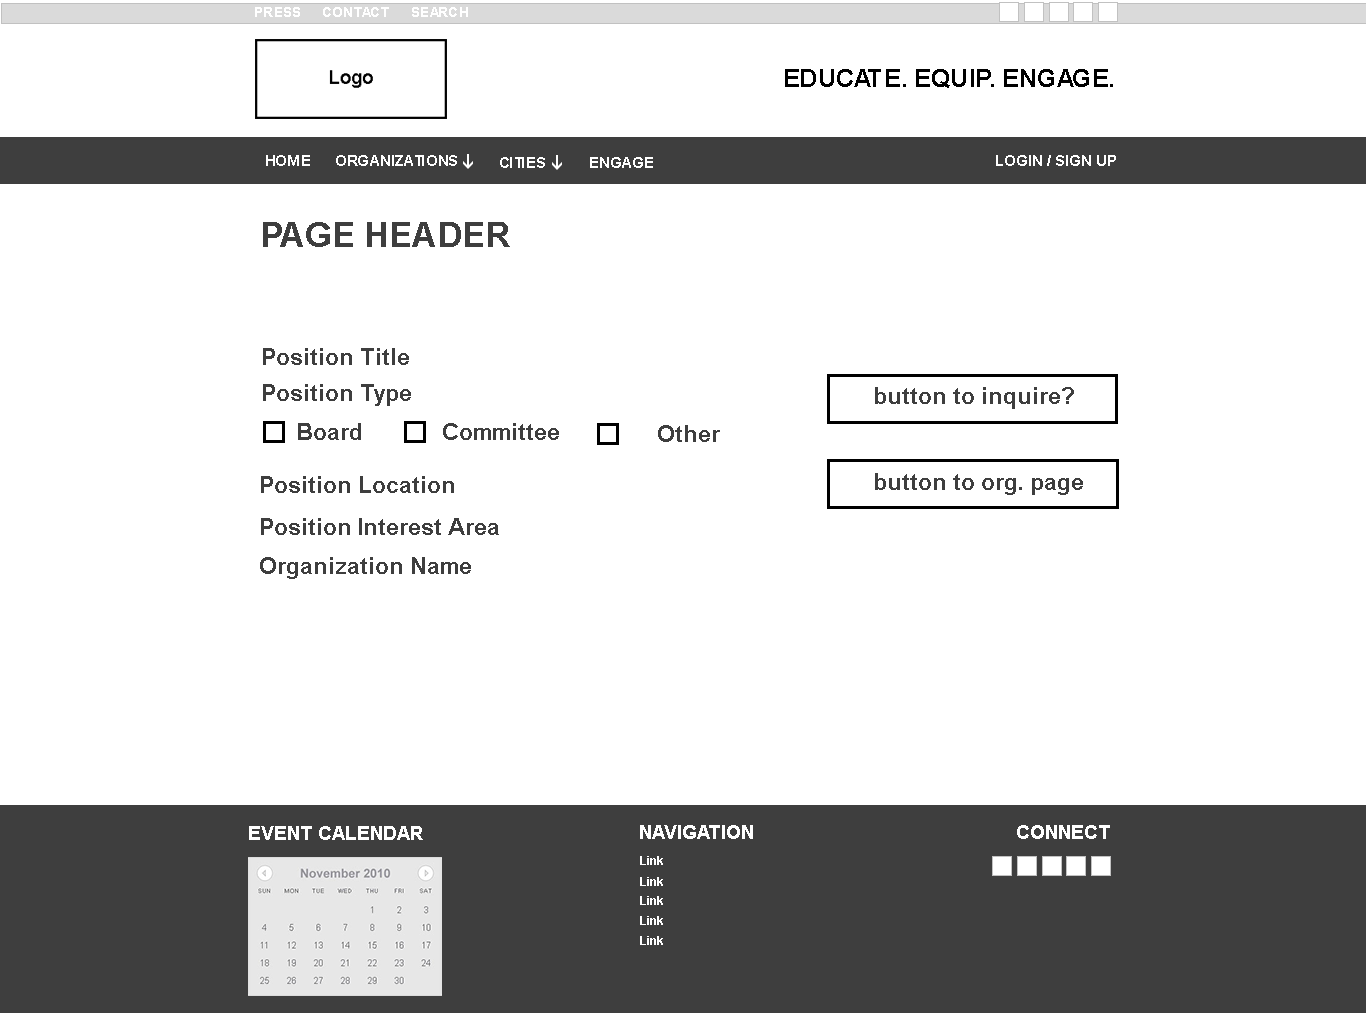 PRESS CONTACT SEARCH
Logo
EDUCATE. EQUIP. ENGAGE.
HOME ORGANIZATIONS CITIES ENGAGE LOGIN / SIGN UP
PAGE HEADER
Position Title
Position Type
button to inquire?
Board Committee Other
Position Location
button to org. page
Position Interest Area
Organization Name
EVENT CALENDAR
November 2010
SUN MON TUE WED THU FRI SAT
1 2 3
4 5 6 7 8 9 10
11 12 13 14 15 16 17
18 19 20 21 22 23 24
25 26 27 28 29 30
NAVIGATION
Link
Link
Link
Link
Link
CONNECT